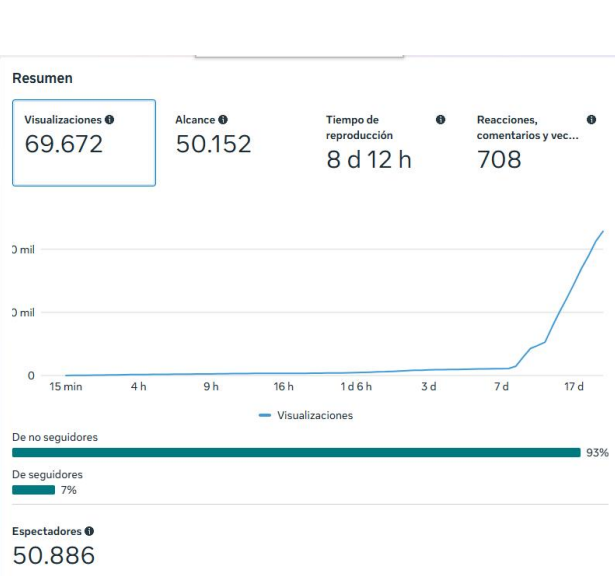 Resumen
Visualizaciones
69.672
Alcance
50.152
Tiempo de
reproducción
8 d 12 h
Reacciones,
comentarios y vec...
708
0 mil
0 mil
0
15 min 4 h 9 h 16 h 1 d 6 h 3 d 7 d 17 d
Visualizaciones
De no seguidores
93%
De seguidores
7%
Espectadores
50.886